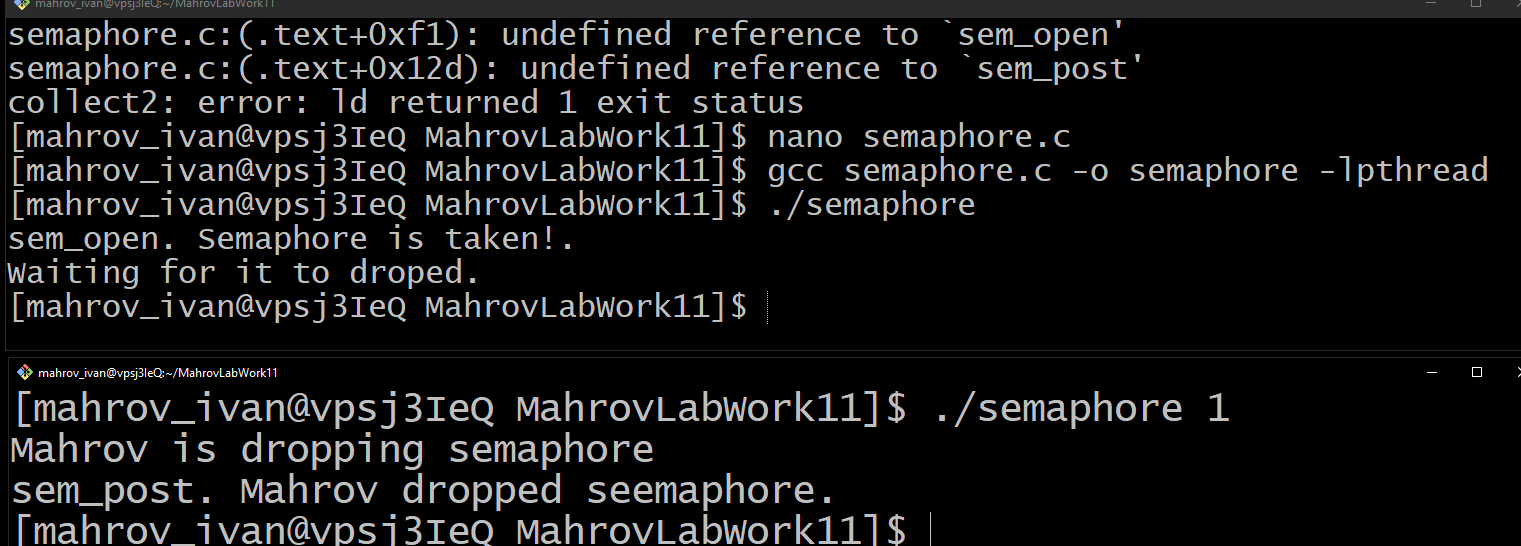 mahrov_ivan@vpsj3IeQ:~/MahrovLabWork11
semaphore.c:(.text+0xf1): undefined reference to `sem_open'
semaphore.c:(.text+0x12d): undefined reference to `sem_post'
collect2: error: ld returned 1 exit status
[mahrov_ivan@vpsj3IeQ MahrovLabWork11]$ nano semaphore.c
[mahrov_ivan@vpsj3IeQ MahrovLabWork11]$ gcc semaphore.c -o semaphore -lpthread
[mahrov_ivan@vpsj3IeQ MahrovLabWork11]$ ./semaphore
sem_open. Semaphore is taken!.
Waiting for it to droped.
[mahrov_ivan@vpsj3IeQ MahrovLabWork11]$
mahrov_ivan@vpsj3IeQ:~/MahrovLabWork11
[mahrov_ivan@vpsj3IeQ MahrovLabWork11]$ ./semaphore 1
Mahrov is dropping semaphore
sem_post. Mahrov dropped seemaphore.
[mahrov_ivan@vpsj3IeQ MahrovLabWork11]$